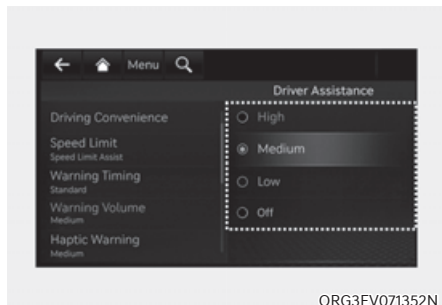 Menu
Driver Assistance
Driving Convenience
Speed Limit
Speed Limit Assist
Warning Timing
Standard
Warning Volume
Medium
Haptic Warning
Medium
High
Medium
Low
Off
ORG3EV071352N